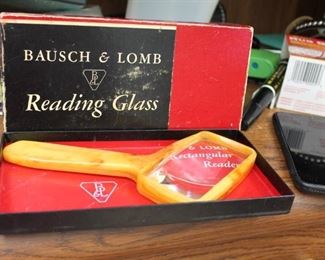 BAUSCH & LOMB
B L
Reading Glass
& LOMB
Rectangular
Reader
B L